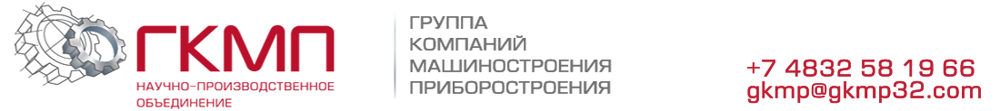 ГКМП
НАУЧНО-ПРОИЗВОДСТВЕННОЕ
ОБЪЕДИНЕНИЕ
ГРУППА
КОМПАНИЙ
МАШИНОСТРОЕНИЯ
ПРИБОРОСТРОЕНИЯ
+7 4832 58 19 66
gkmp@gkmp32.com